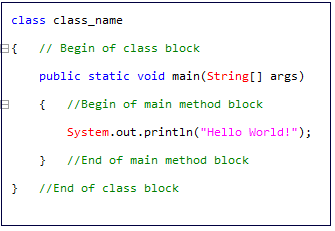 class class_name
{   // Begin of class block
    public static void main(String[] args)
    {   //Begin of main method block
        System.out.println("Hello World!");
    }   //End of main method block
}   //End of class block